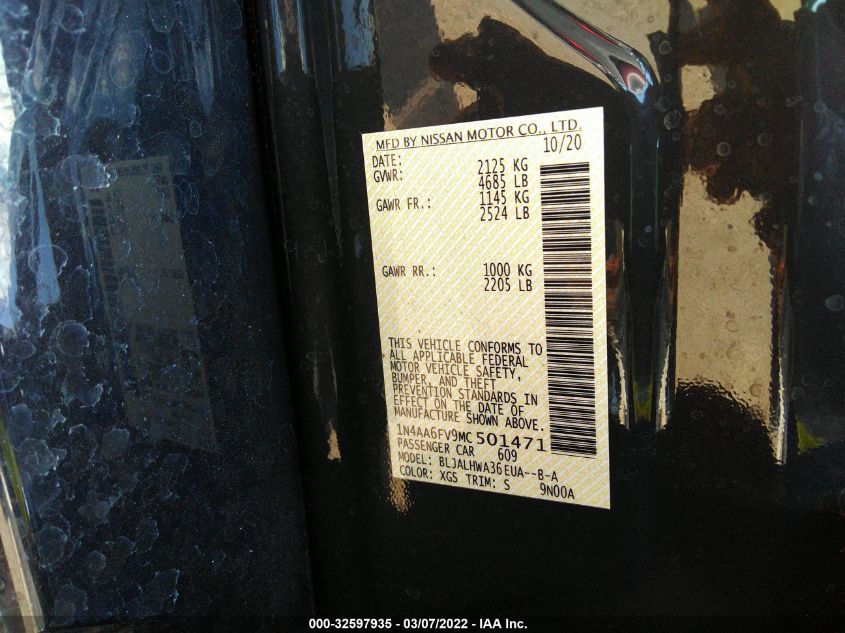 MFD BY NISSAN MOTOR CO., LTD.
DATE: 10/20
GVWR: 2125 KG
4685 LB
GAWR FR.: 1145 KG
2524 LB
GAWR RR.: 1000 KG
2205 LB
THIS VEHICLE CONFORMS TO
ALL APPLICABLE FEDERAL
MOTOR VEHICLE SAFETY,
BUMPER, AND THEFT
PREVENTION STANDARDS IN
EFFECT ON THE DATE OF
MANUFACTURE SHOWN ABOVE.
1N4AA6FV9MC501471
PASSENGER CAR 609
MODEL: BLJALHWA36EUA--B-A
COLOR: XGS TRIM: S 9N00A
000-32597935 - 03/07/2022 - IAA Inc.